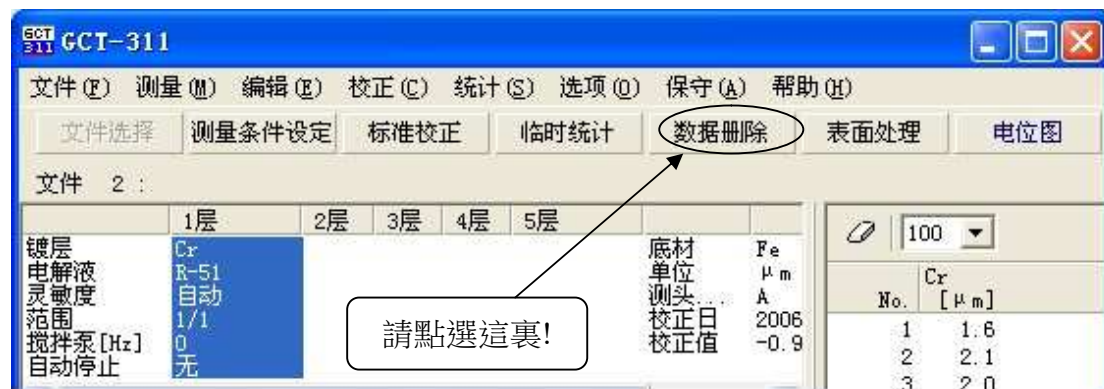 GCT-311
文件(F) 测量(M) 编辑(E) 校正(C) 统计(S) 选项(O) 保守(A) 帮助(H)
文件选择 测量条件设定 标准校正 临时统计 数据删除 表面处理 电位图
文件 2 :
1层 2层 3层 4层 5层
镀层 Cr 底材 Fe
电解液 R-51 单位 μm
灵敏度 自动 测头... A
范围 1/1 校正日 2006
搅拌泵[Hz] 0 校正值 -0.9
自动停止 无
請點選這裏!
100
Cr
No. [μm]
1 1.6
2 2.1
3 2.0